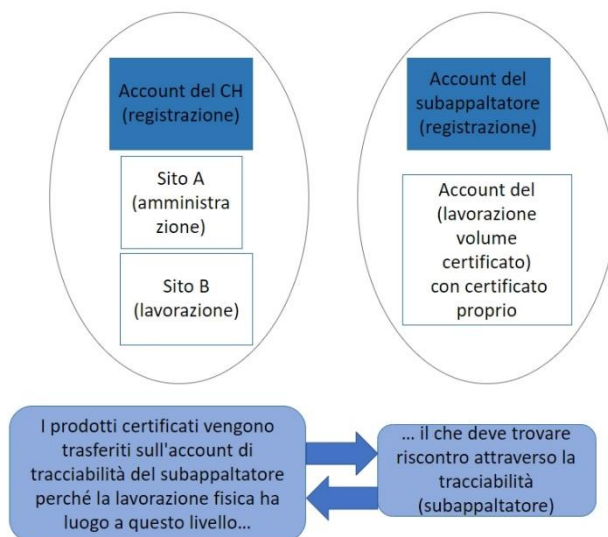 Account del CH
(registrazione)
Sito A
(amministra
zione)
Sito B
(lavorazione)
Account del
subappaltatore
(registrazione)
Account del
(lavorazione
volume
certificato)
con certificato
proprio
I prodotti certificati vengono
trasferiti sull'account di
tracciabilità del subappaltatore
perché la lavorazione fisica ha
luogo a questo livello...
... il che deve trovare
riscontro attraverso la
tracciabilità
(subappaltatore)